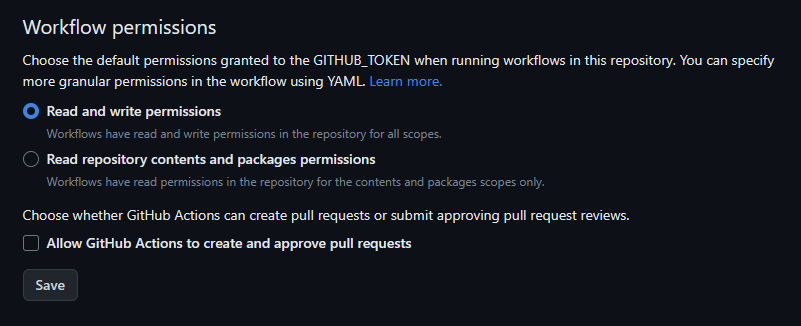 Workflow permissions
Choose the default permissions granted to the GITHUB_TOKEN when running workflows in this repository. You can specify
more granular permissions in the workflow using YAML. Learn more.
Read and write permissions
Workflows have read and write permissions in the repository for all scopes.
Read repository contents and packages permissions
Workflows have read permissions in the repository for the contents and packages scopes only.
Choose whether GitHub Actions can create pull requests or submit approving pull request reviews.
Allow GitHub Actions to create and approve pull requests
Save